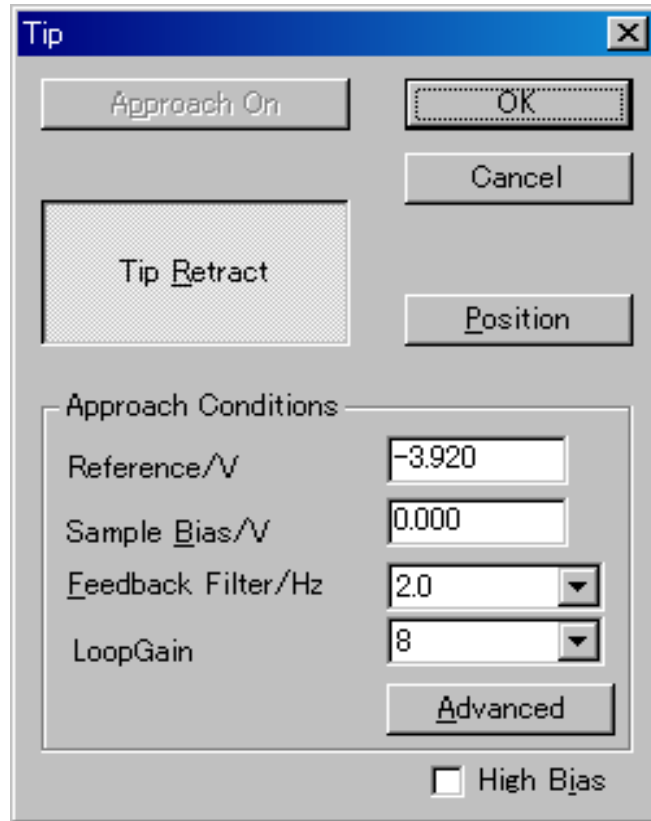 Tip
Approach On
OK
Cancel
Tip Retract
Position
Approach Conditions
Reference/V -3.920
Sample Bias/V 0.000
Feedback Filter/Hz 2.0
LoopGain 8
Advanced
High Bias